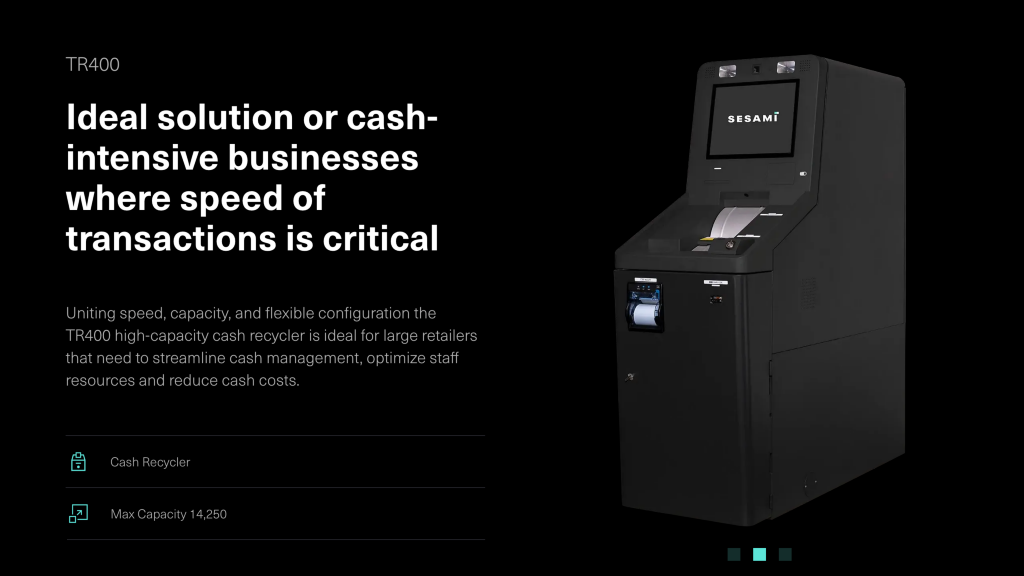 TR400
Ideal solution or cash-
intensive businesses
where speed of
transactions is critical
Uniting speed, capacity, and flexible configuration the
TR400 high-capacity cash recycler is ideal for large retailers
that need to streamline cash management, optimize staff
resources and reduce cash costs.
Cash Recycler
Max Capacity 14,250
SESAMİ